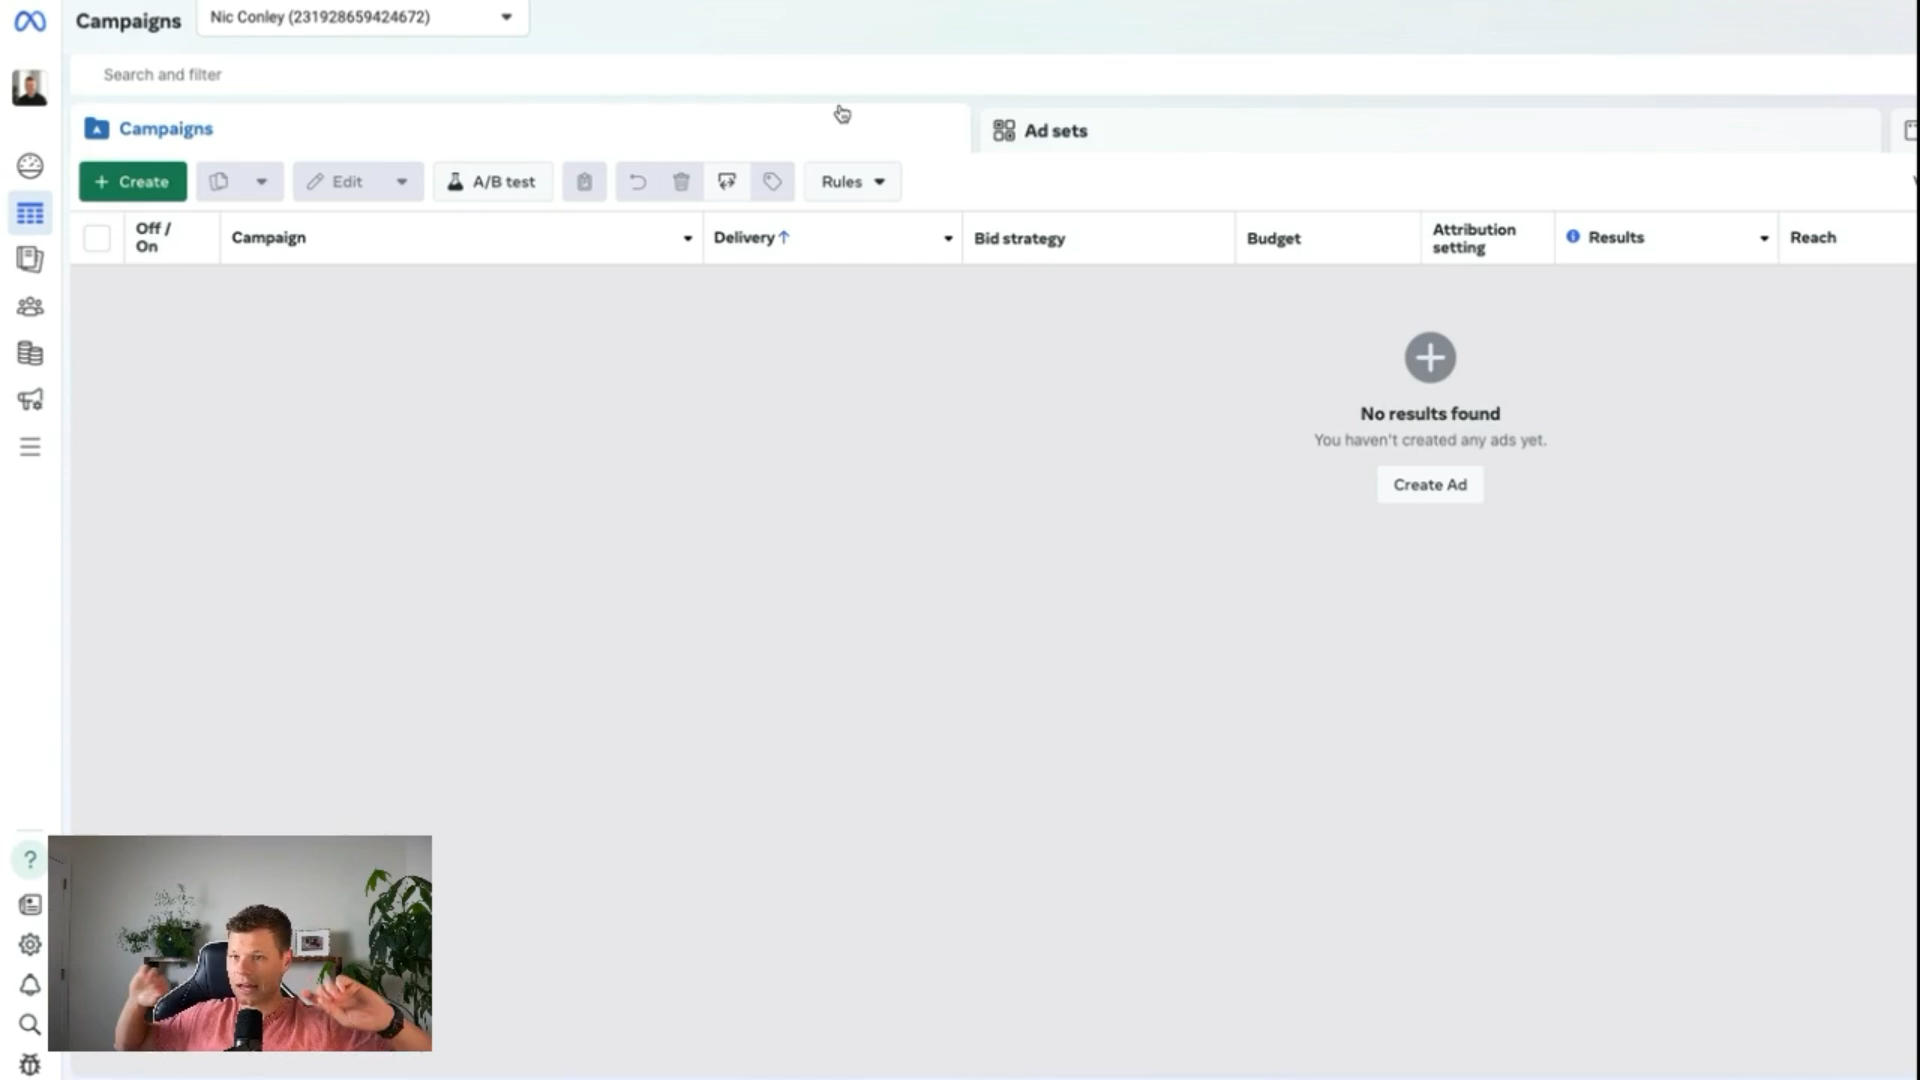 Campaigns
Nic Conley (231928659424672)
Search and filter
Campaigns
Ad sets
+ Create
Edit
A/B test
Rules
Off / On
Campaign
Delivery↑
Bid strategy
Budget
Attribution setting
Results
Reach
No results found
You haven't created any ads yet.
Create Ad
?